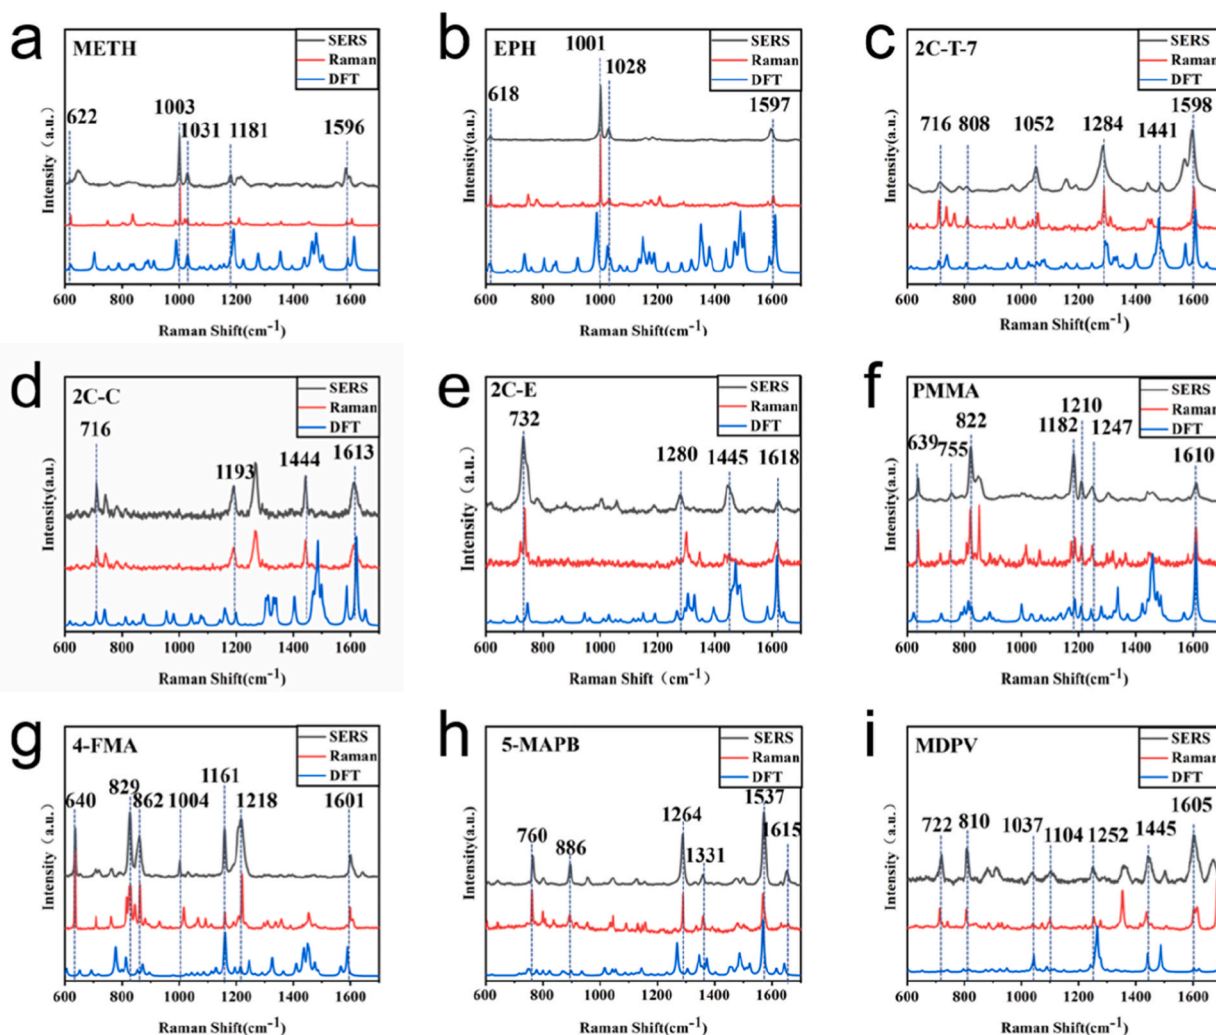 a
METH
SERS
Raman
DFT
622
1003
1031
1181
1596
Intensity（a.u.）
600 800 1000 1200 1400 1600
Raman Shift(cm-1)
b
EPH
SERS
Raman
DFT
618
1001
1028
1597
Intensity(a.u.)
600 800 1000 1200 1400 1600
Raman Shift(cm-1)
c
2C-T-7
SERS
Raman
DFT
716
808
1052
1284
1441
1598
Intensity(a.u.)
600 800 1000 1200 1400 1600
Raman Shift(cm-1)
d
2C-C
SERS
Raman
DFT
716
1193
1444
1613
Intensity (a.u.)
600 800 1000 1200 1400 1600
Raman Shift(cm-1)
e
2C-E
SERS
Raman
DFT
732
1280
1445
1618
Intensity（a.u.）
600 800 1000 1200 1400 1600
Raman Shift（cm-1）
f
PMMA
SERS
Raman
DFT
639
755
822
1182
1210
1247
1610
Intensity (a.u.)
600 800 1000 1200 1400 1600
Raman Shift(cm-1)
g
4-FMA
SERS
Raman
DFT
640
829
862
1004
1161
1218
1601
Intensity (a.u.)
600 800 1000 1200 1400 1600
Raman Shift(cm-1)
h
5-MAPB
SERS
Raman
DFT
760
886
1264
1331
1537
1615
Intensity(a.u.)
600 800 1000 1200 1400 1600
Raman Shift(cm-1)
i
MDPV
SERS
Raman
DFT
722
810
1037
1104
1252
1445
1605
Intensity (a.u.)
600 800 1000 1200 1400 1600
Raman Shift(cm-1)